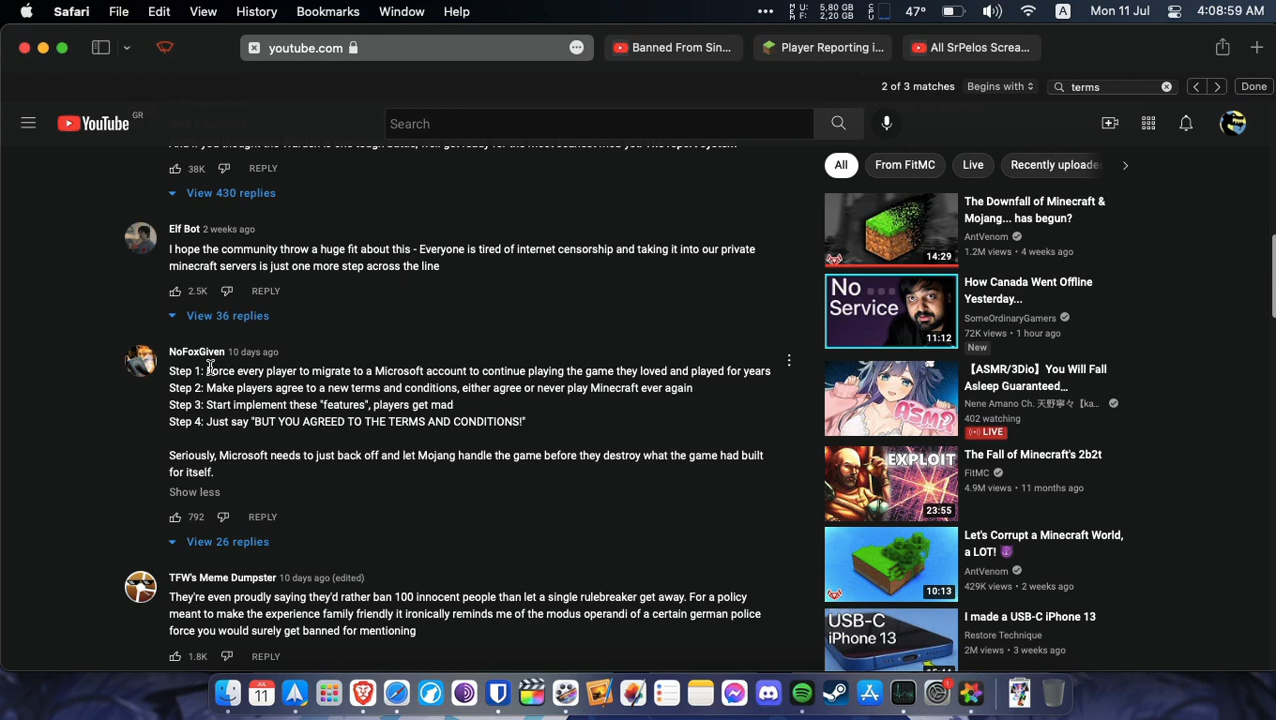 Safari File Edit View History Bookmarks Window Help
M U: 5,80 GB
2,20 GB
47°
A
Mon 11 Jul
4:08:59 AM
youtube.com
Banned From Sin...
Player Reporting i...
All SrPelos Screa...
2 of 3 matches
Begins with
terms
Done
YouTube GR
Search
38K REPLY
View 430 replies
Elf Bot 2 weeks ago
I hope the community throw a huge fit about this - Everyone is tired of internet censorship and taking it into our private
minecraft servers is just one more step across the line
2.5K REPLY
View 36 replies
NoFoxGiven 10 days ago
Step 1: Force every player to migrate to a Microsoft account to continue playing the game they loved and played for years
Step 2: Make players agree to a new terms and conditions, either agree or never play Minecraft ever again
Step 3: Start implement these "features", players get mad
Step 4: Just say "BUT YOU AGREED TO THE TERMS AND CONDITIONS!"
Seriously, Microsoft needs to just back off and let Mojang handle the game before they destroy what the game had built
for itself.
Show less
792 REPLY
View 26 replies
TFW's Meme Dumpster 10 days ago (edited)
They're even proudly saying they'd rather ban 100 innocent people than let a single rulebreaker get away. For a policy
meant to make the experience family friendly it ironically reminds me of the modus operandi of a certain german police
force you would surely get banned for mentioning
1.8K REPLY
All From FitMC Live Recently uploade
The Downfall of Minecraft &
Mojang... has begun?
AntVenom
1.2M views • 4 weeks ago
14:29
How Canada Went Offline
Yesterday...
SomeOrdinaryGamers
72K views • 1 hour ago
New
No
Service
11:12
【ASMR/3Dio】You Will Fall
Asleep Guaranteed...
Nene Amano Ch. 天野寧々【ka...
402 watching
LIVE
ASMR
The Fall of Minecraft's 2b2t
FitMC
4.9M views • 11 months ago
EXPLOIT
23:55
Let's Corrupt a Minecraft World,
a LOT! 😈
AntVenom
429K views • 2 weeks ago
10:13
I made a USB-C iPhone 13
Restore Technique
2M views • 3 weeks ago
USB-C
iPhone 13
JUL
11
1